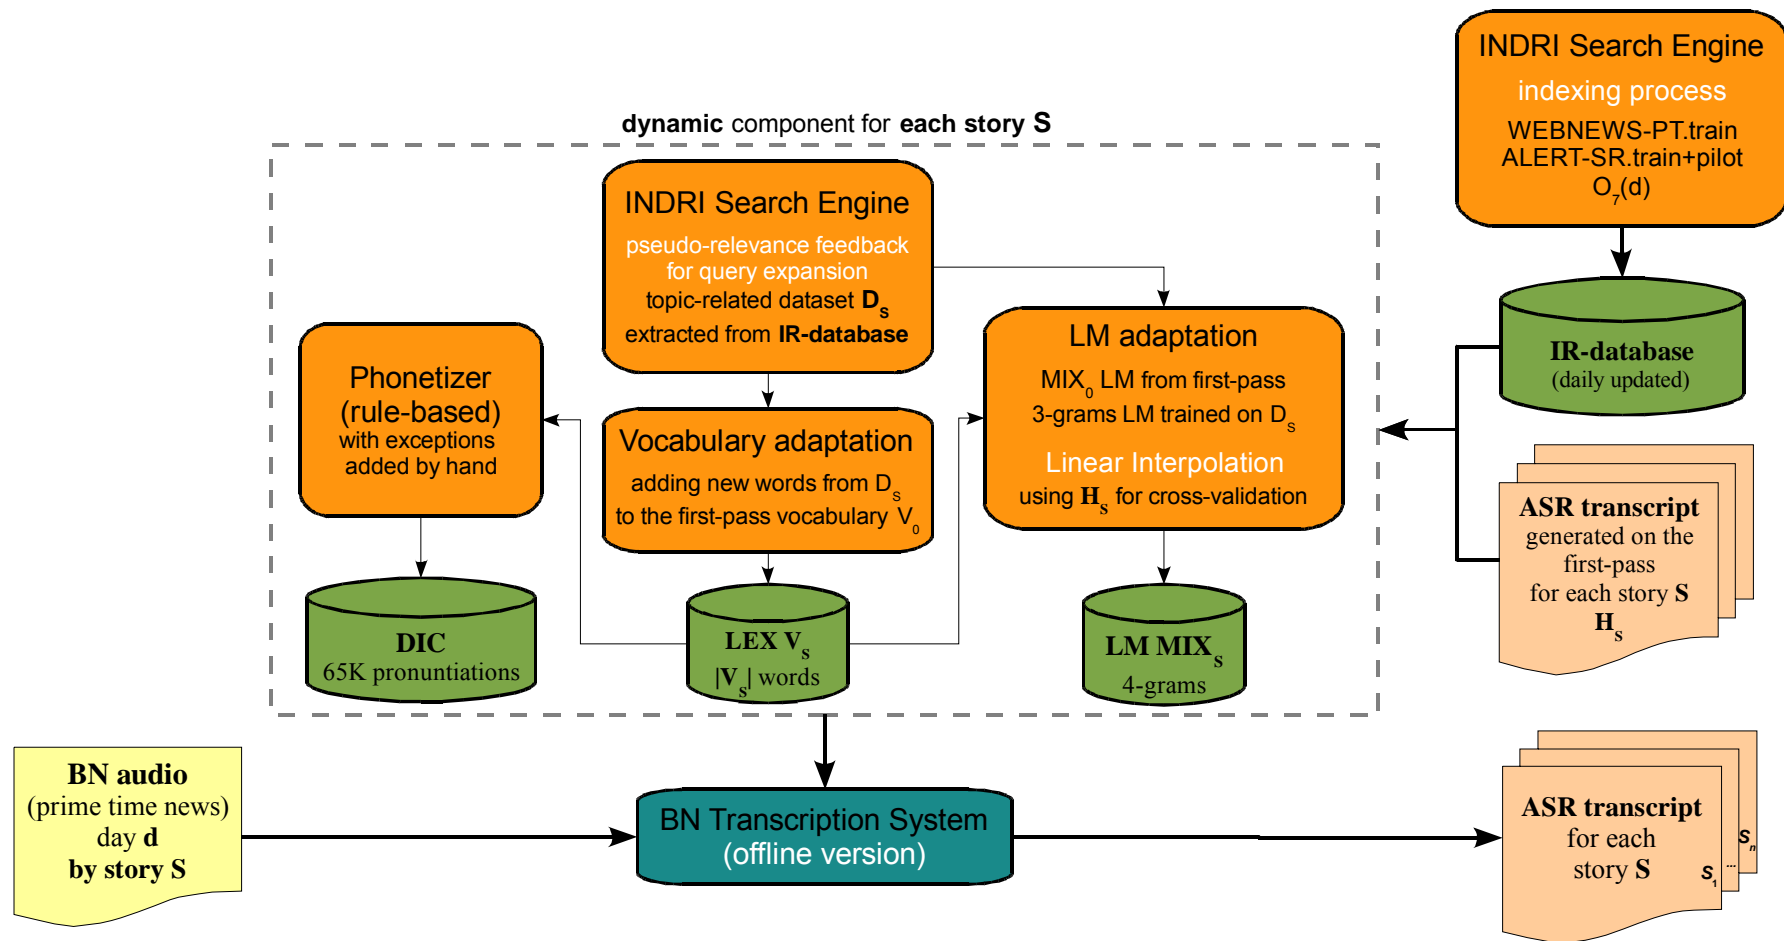 INDRI Search Engine
indexing process
WEBNEWS-PT.train
ALERT-SR.train+pilot
O7(d)
dynamic component for each story S
INDRI Search Engine
pseudo-relevance feedback
for query expansion
topic-related dataset DS
extracted from IR-database
LM adaptation
MIX0 LM from first-pass
3-grams LM trained on DS
Linear Interpolation
using HS for cross-validation
IR-database
(daily updated)
Phonetizer
(rule-based)
with exceptions
added by hand
Vocabulary adaptation
adding new words from DS
to the first-pass vocabulary V0
ASR transcript
generated on the
first-pass
for each story S
HS
DIC
65K pronuntiations
LEX VS
|VS| words
LM MIXS
4-grams
BN audio
(prime time news)
day d
by story S
BN Transcription System
(offline version)
ASR transcript
for each
story S
S1 ... Sn